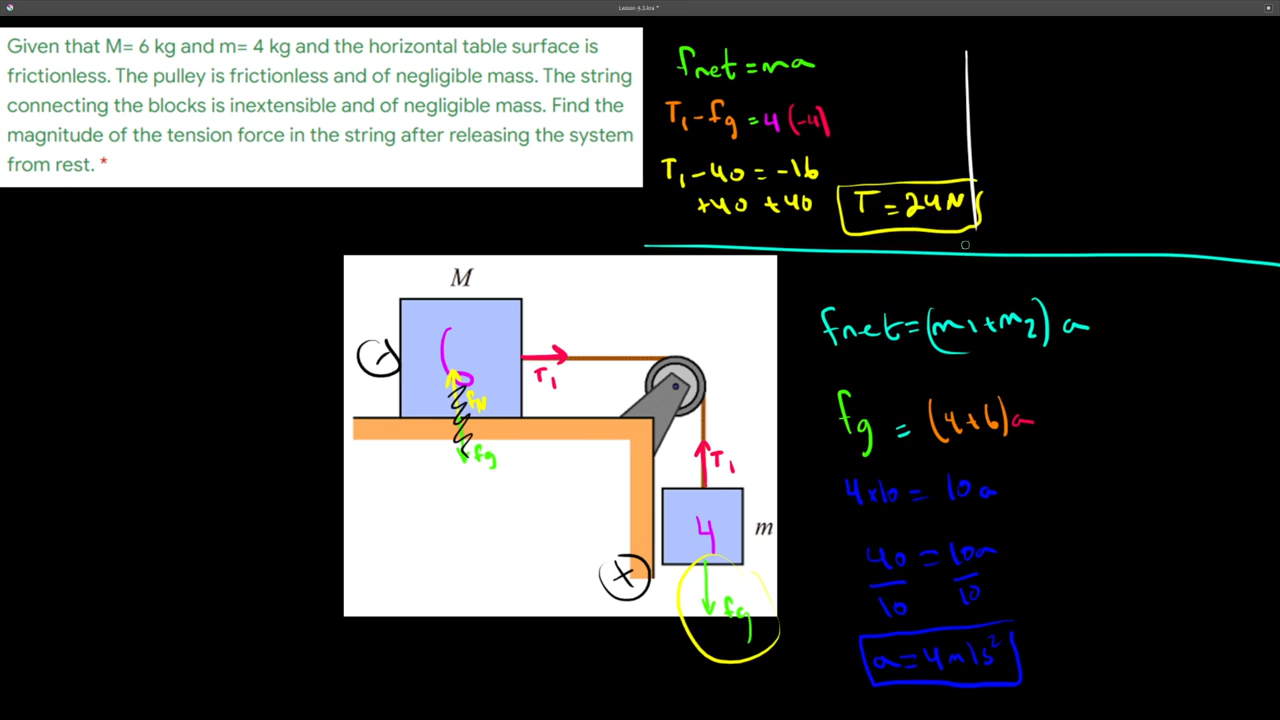 Lesson 4.3.kra *
Given that M= 6 kg and m= 4 kg and the horizontal table surface is
frictionless. The pulley is frictionless and of negligible mass. The string
connecting the blocks is inextensible and of negligible mass. Find the
magnitude of the tension force in the string after releasing the system
from rest. *
fnet = ma
T1 - fg = 4 (-4)
T1 - 40 = -16
+40 +40
T = 24N
M
6
-
T1
fN
fg
T1
4
m
+
fg
fnet = (m1+m2) a
fg = (4+6)a
4x10 = 10a
40/10 = 10a/10
a = 4m/s²